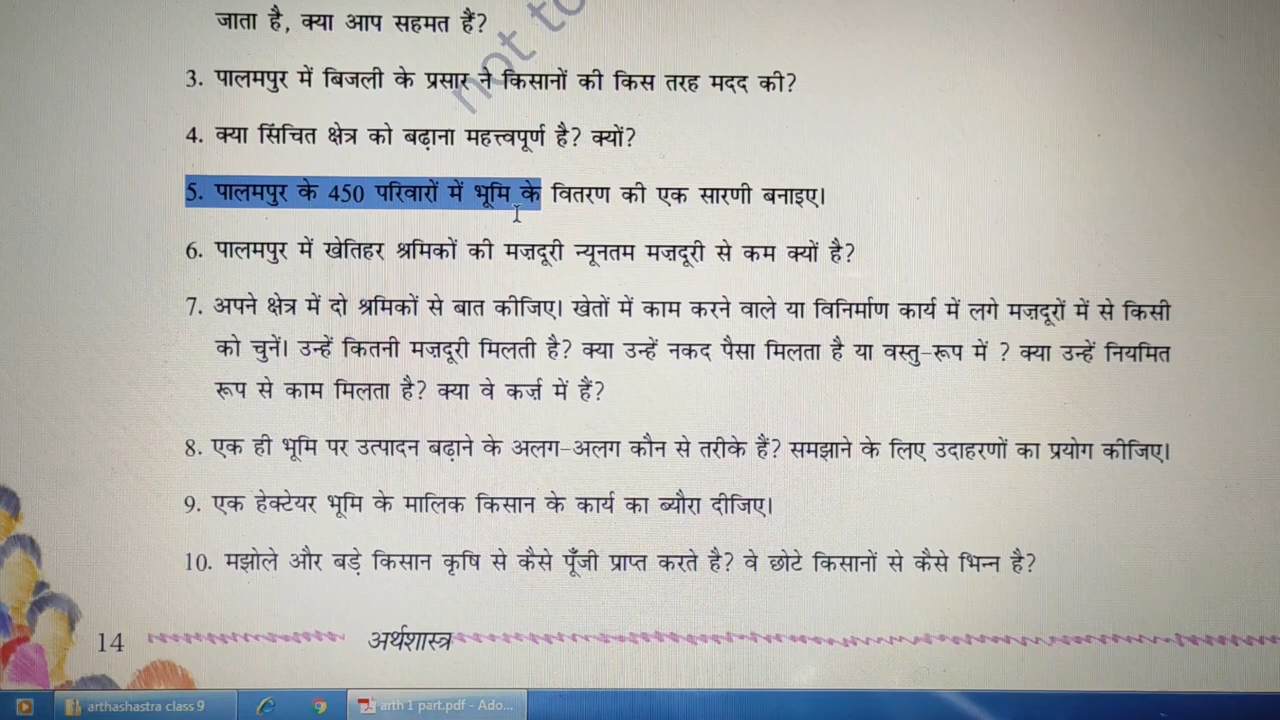 जाता है, क्या आप सहमत हैं?
not to
3. पालमपुर में बिजली के प्रसार ने किसानों की किस तरह मदद की?
4. क्या सिंचित क्षेत्र को बढ़ाना महत्त्वपूर्ण है? क्यों?
5. पालमपुर के 450 परिवारों में भूमि के वितरण की एक सारणी बनाइए।
6. पालमपुर में खेतिहर श्रमिकों की मज़दूरी न्यूनतम मज़दूरी से कम क्यों है?
7. अपने क्षेत्र में दो श्रमिकों से बात कीजिए। खेतों में काम करने वाले या विनिर्माण कार्य में लगे मज़दूरों में से किसी
को चुनें। उन्हें कितनी मज़दूरी मिलती है? क्या उन्हें नकद पैसा मिलता है या वस्तु-रूप में ? क्या उन्हें नियमित
रूप से काम मिलता है? क्या वे कर्ज़ में हैं?
8. एक ही भूमि पर उत्पादन बढ़ाने के अलग-अलग कौन से तरीके हैं? समझाने के लिए उदाहरणों का प्रयोग कीजिए।
9. एक हेक्टेयर भूमि के मालिक किसान के कार्य का ब्यौरा दीजिए।
10. मझोले और बड़े किसान कृषि से कैसे पूँजी प्राप्त करते है? वे छोटे किसानों से कैसे भिन्न है?
14 अर्थशास्त्र
arthashastra class 9 arth 1 part.pdf - Ado...